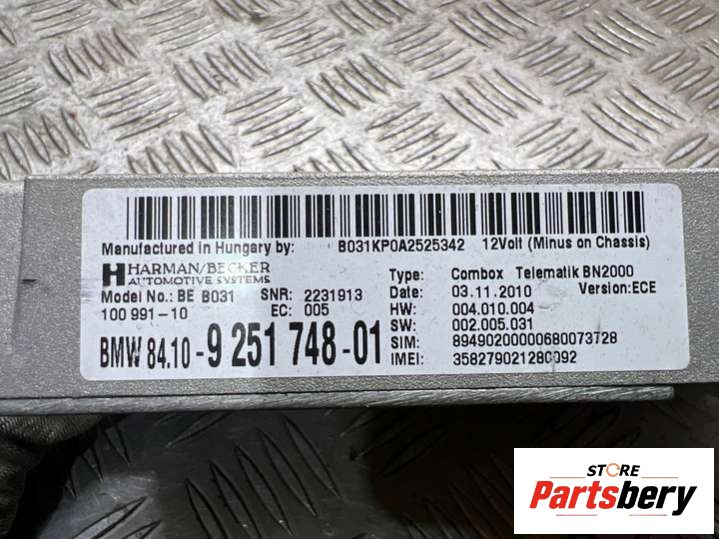 Manufactured in Hungary by: B031KP0A2525342 12Volt (Minus on Chassis)
HARMAN/BECKER
AUTOMOTIVE SYSTEMS
Model No.: BE B031 SNR: 2231913
100 991-10 EC: 005
BMW 84.10 - 9 251 748 - 01
Type: Combox Telematik BN2000
Date: 03.11.2010 Version:ECE
HW: 004.010.004
SW: 002.005.031
SIM: 89490200000680073728
IMEI: 358279021280092
STORE
Partsbery